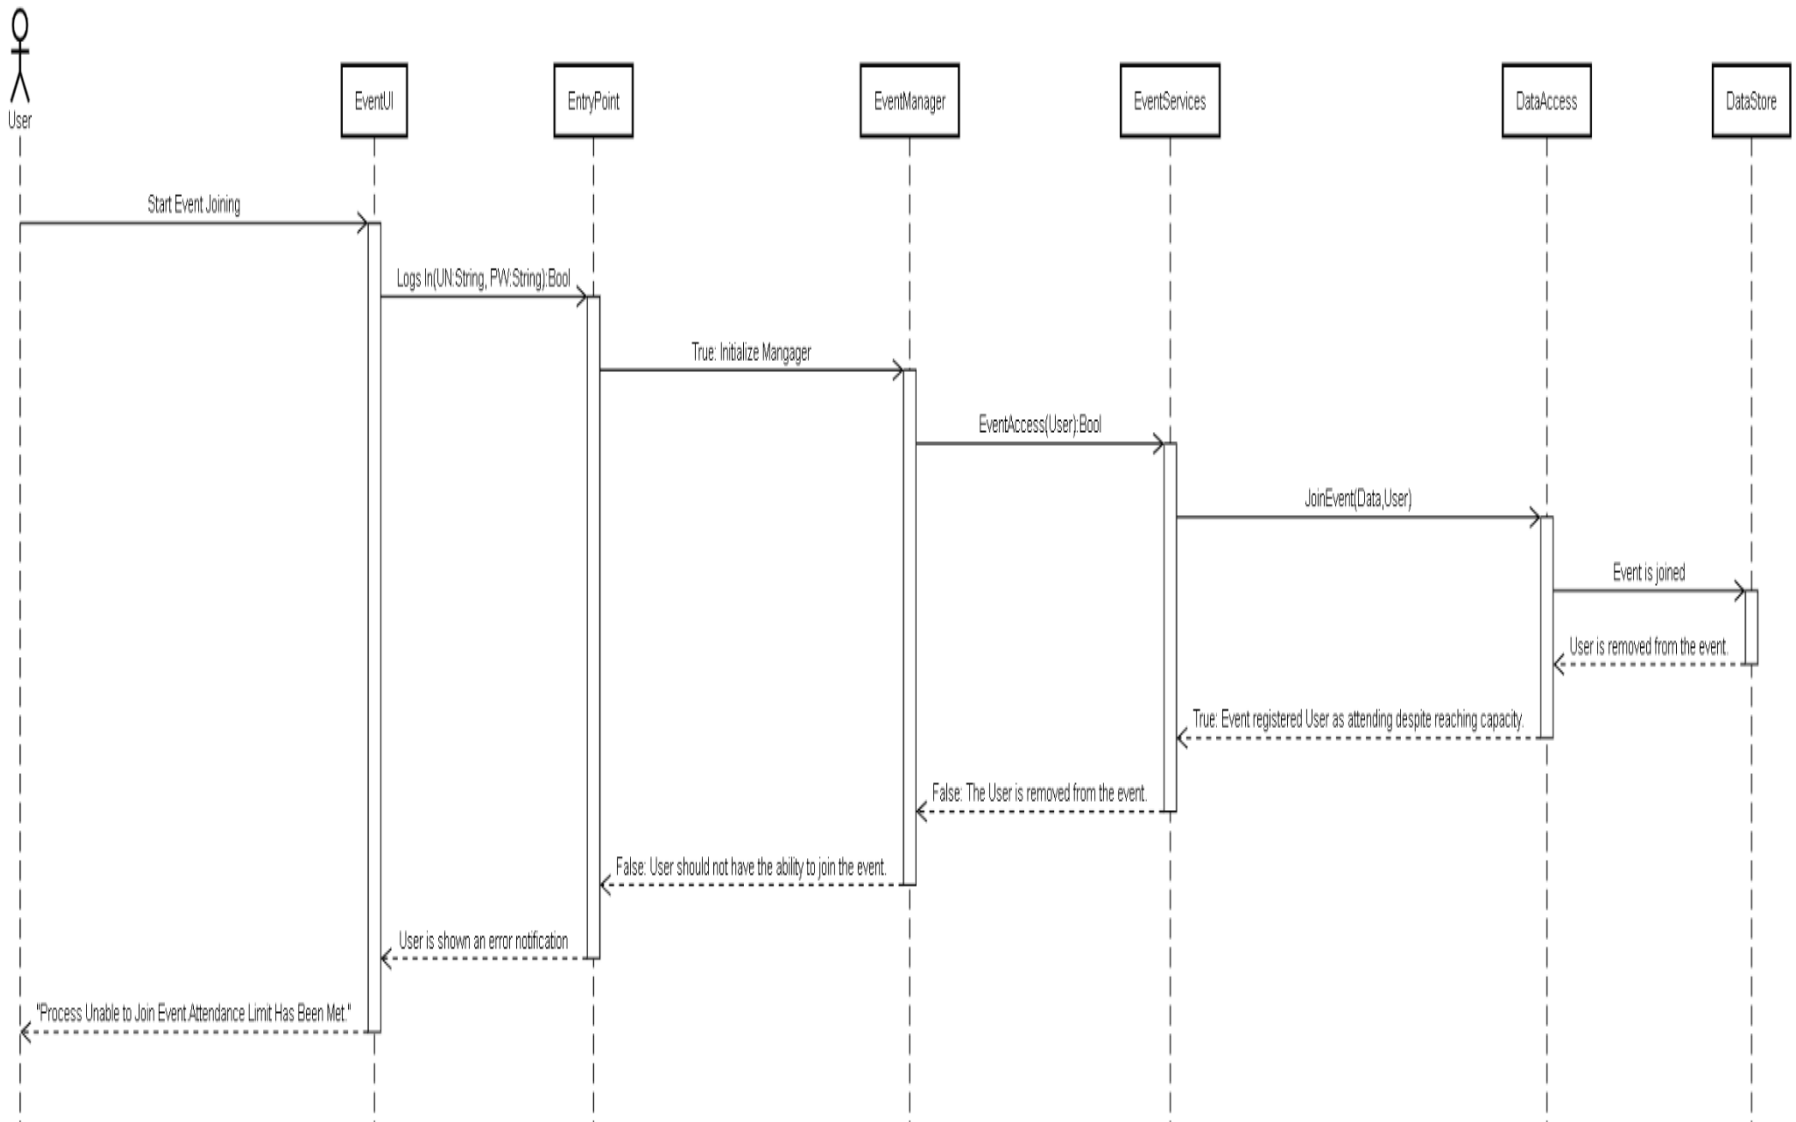 User
EventUI
EntryPoint
EventManager
EventServices
DataAccess
DataStore
Start Event Joining
Logs In(UN:String, PW:String):Bool
True: Initialize Mangager
EventAccess(User):Bool
JoinEvent(Data,User)
Event is joined
User is removed from the event.
True: Event registered User as attending despite reaching capacity.
False: The User is removed from the event.
False: User should not have the ability to join the event.
User is shown an error notification
"Process Unable to Join Event.Attendance Limit Has Been Met."